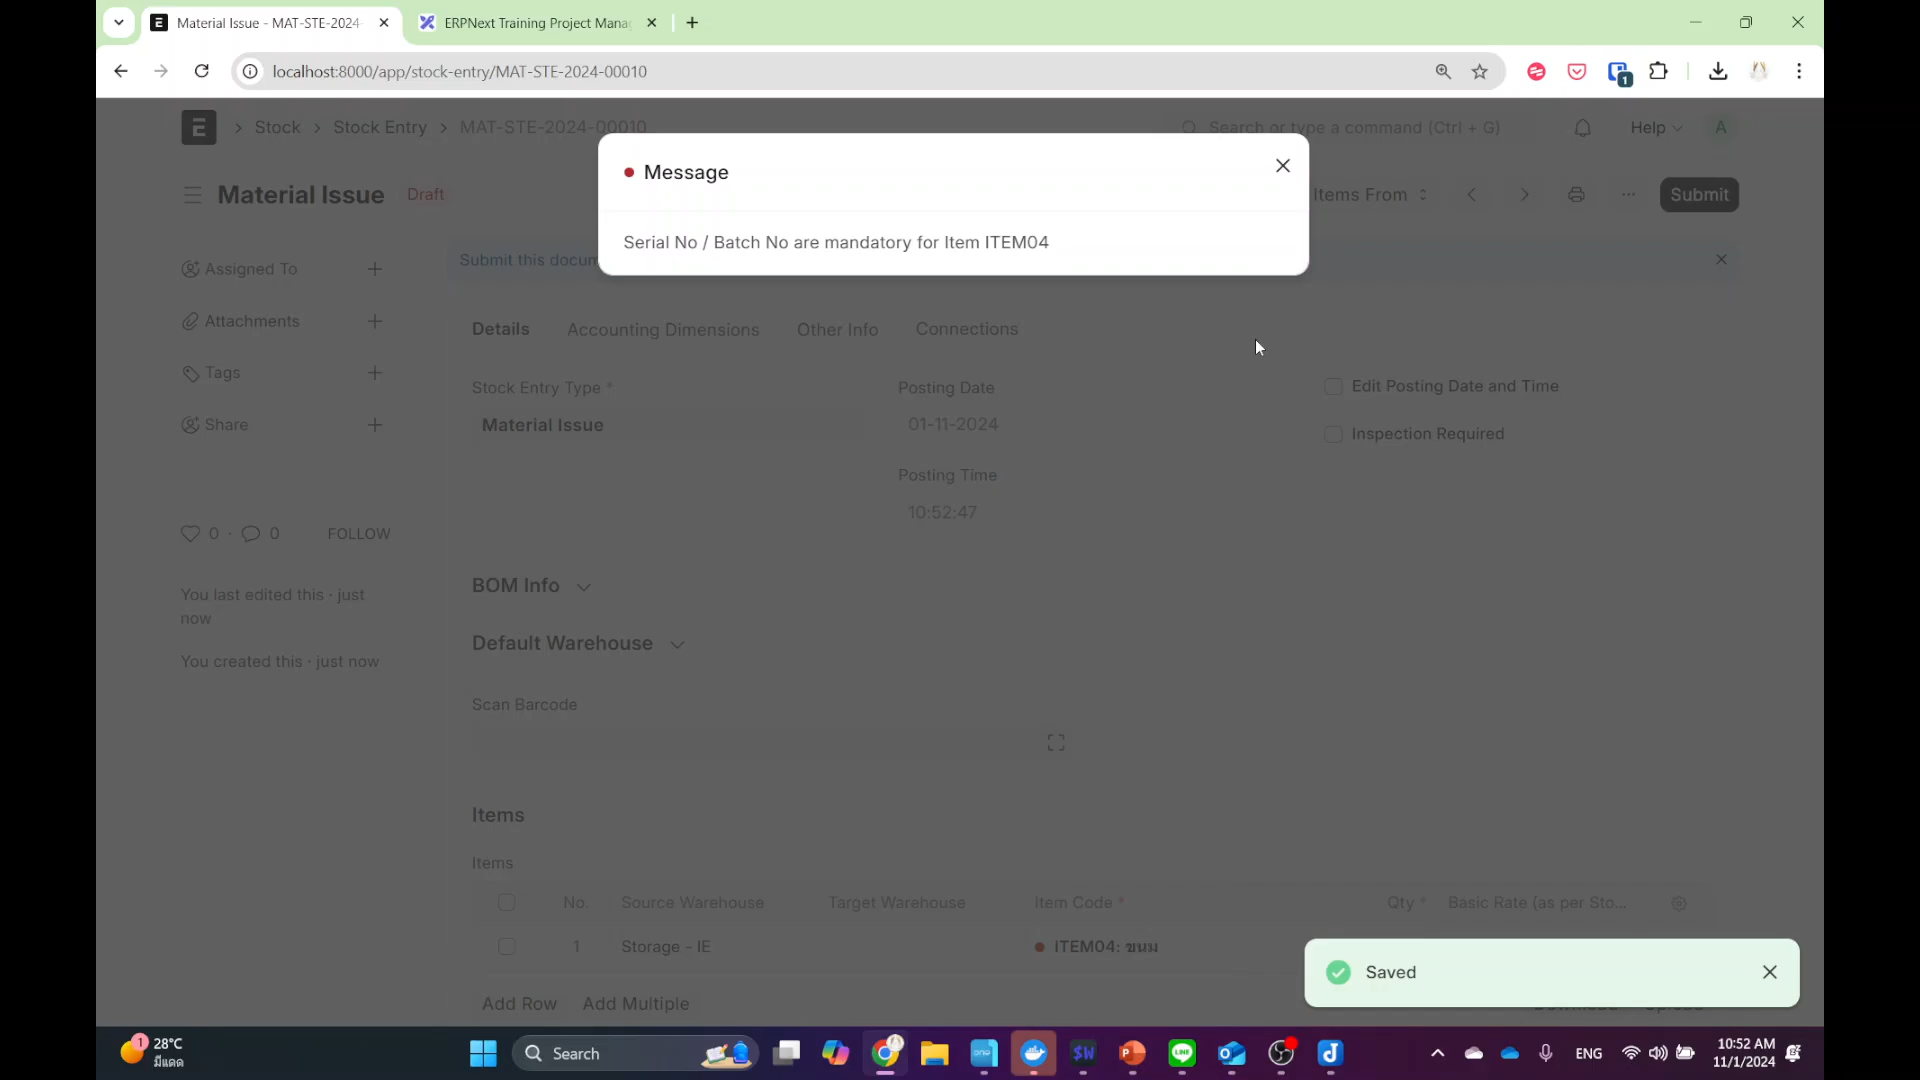 Material Issue - MAT-STE-2024
ERPNext Training Project Mana
localhost:8000/app/stock-entry/MAT-STE-2024-00010
E
Stock
Stock Entry
MAT-STE-2024-00010
Search or type a command (Ctrl + G)
Help
A
Message
Serial No / Batch No are mandatory for Item ITEM04
Material Issue
Draft
Items From
Submit
Submit this docum
Assigned To
Attachments
Tags
Share
0 · 0
FOLLOW
You last edited this · just
now
You created this · just now
Details
Accounting Dimensions
Other Info
Connections
Stock Entry Type *
Material Issue
Posting Date
01-11-2024
Posting Time
10:52:47
Edit Posting Date and Time
Inspection Required
BOM Info
Default Warehouse
Scan Barcode
Items
Items
No.
Source Warehouse
Target Warehouse
Item Code *
Qty *
Basic Rate (as per Sto...
1
Storage - IE
ITEM04: ขนม
Add Row
Add Multiple
Saved
1
28°C
มีแดด
Search
ENG
10:52 AM
11/1/2024